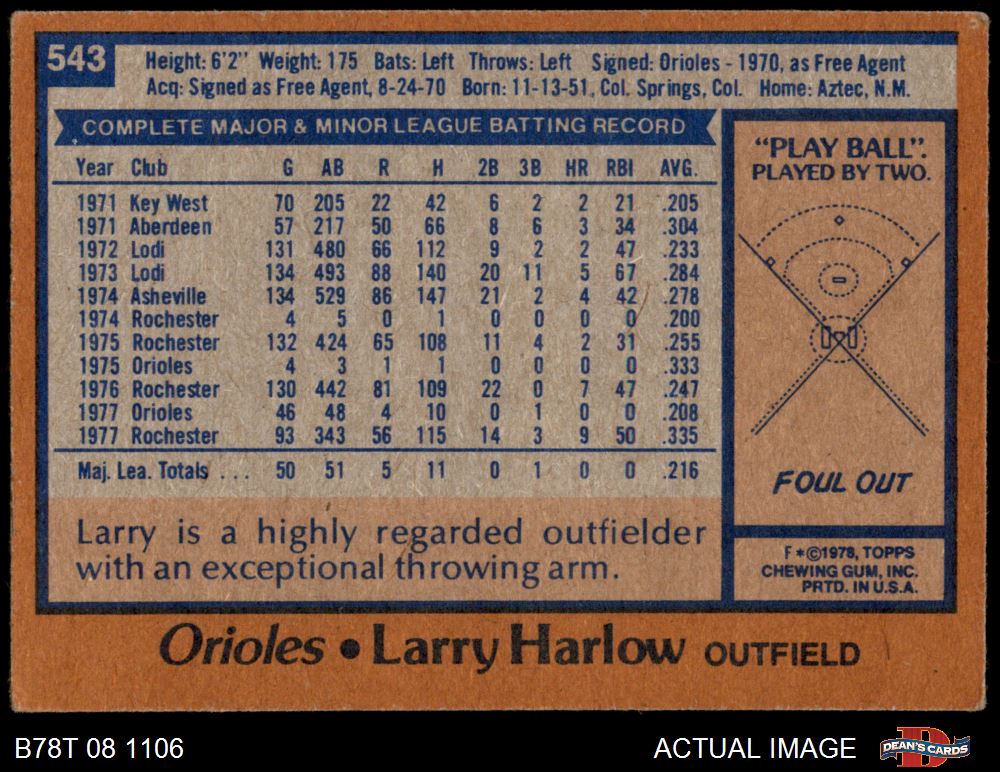 543
Height: 6'2" Weight: 175 Bats: Left Throws: Left Signed: Orioles - 1970, as Free Agent
Acq: Signed as Free Agent, 8-24-70 Born: 11-13-51, Col. Springs, Col. Home: Aztec, N.M.
COMPLETE MAJOR & MINOR LEAGUE BATTING RECORD
Year Club G AB R H 2B 3B HR RBI AVG.
1971 Key West 70 205 22 42 6 2 2 21 .205
1971 Aberdeen 57 217 50 66 8 6 3 34 .304
1972 Lodi 131 480 66 112 9 2 2 47 .233
1973 Lodi 134 493 88 140 20 11 5 67 .284
1974 Asheville 134 529 86 147 21 2 4 42 .278
1974 Rochester 4 5 0 1 0 0 0 0 .200
1975 Rochester 132 424 65 108 11 4 2 31 .255
1975 Orioles 4 3 1 1 0 0 0 0 .333
1976 Rochester 130 442 81 109 22 0 7 47 .247
1977 Orioles 46 48 4 10 0 1 0 0 .208
1977 Rochester 93 343 56 115 14 3 9 50 .335
Maj. Lea. Totals . . . 50 51 5 11 0 1 0 0 .216
Larry is a highly regarded outfielder
with an exceptional throwing arm.
"PLAY BALL".
PLAYED BY TWO.
FOUL OUT
F*©1978, TOPPS
CHEWING GUM, INC.
PRTD. IN U.S.A.
Orioles • Larry Harlow OUTFIELD
B78T 08 1106
ACTUAL IMAGE
D
DEAN'S CARDS